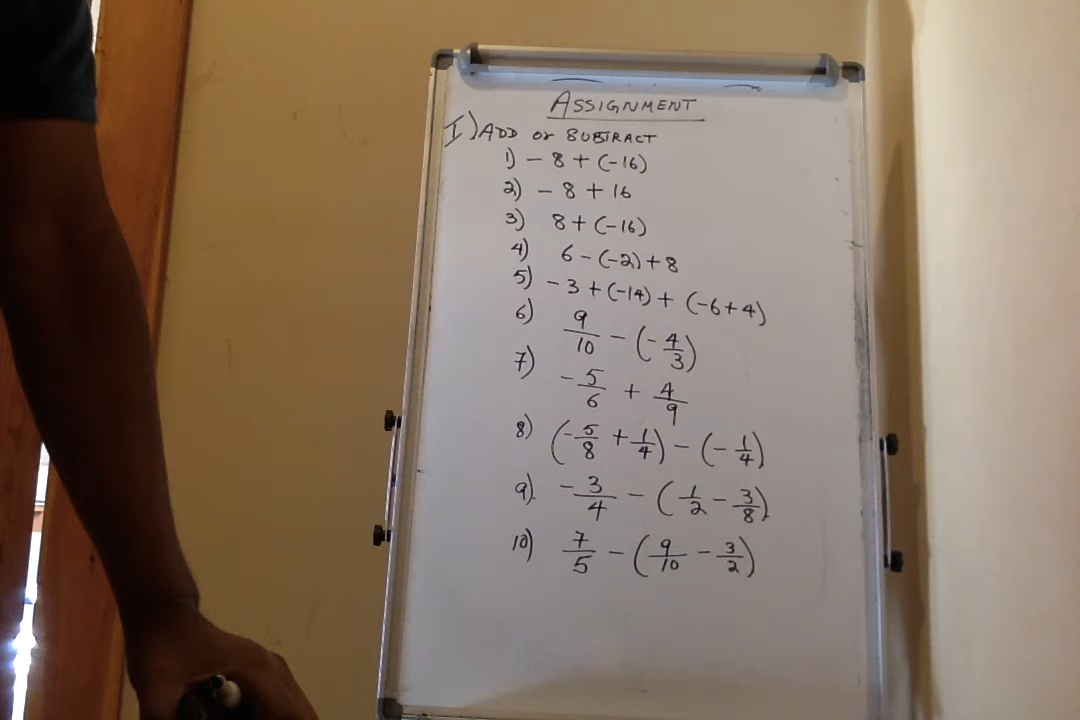 ASSIGNMENT
I) ADD or SUBTRACT
1) - 8 + (-16)
2) - 8 + 16
3) 8 + (-16)
4) 6 - (-2) + 8
5) - 3 + (-14) + (-6 + 4)
6) 9/10 - (- 4/3)
7) - 5/6 + 4/9
8) (- 5/8 + 1/4) - (- 1/4)
9). - 3/4 - (1/2 - 3/8)
10) 7/5 - (9/10 - 3/2)